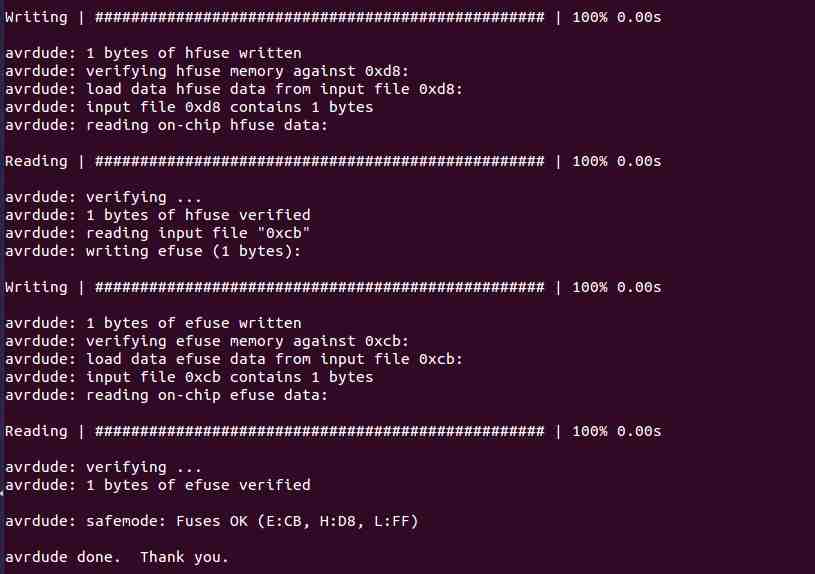 Writing | ################################################## | 100% 0.00s
avrdude: 1 bytes of hfuse written
avrdude: verifying hfuse memory against 0xd8:
avrdude: load data hfuse data from input file 0xd8:
avrdude: input file 0xd8 contains 1 bytes
avrdude: reading on-chip hfuse data:
Reading | ################################################## | 100% 0.00s
avrdude: verifying ...
avrdude: 1 bytes of hfuse verified
avrdude: reading input file "0xcb"
avrdude: writing efuse (1 bytes):
Writing | ################################################## | 100% 0.00s
avrdude: 1 bytes of efuse written
avrdude: verifying efuse memory against 0xcb:
avrdude: load data efuse data from input file 0xcb:
avrdude: input file 0xcb contains 1 bytes
avrdude: reading on-chip efuse data:
Reading | ################################################## | 100% 0.00s
avrdude: verifying ...
avrdude: 1 bytes of efuse verified
avrdude: safemode: Fuses OK (E:CB, H:D8, L:FF)
avrdude done.  Thank you.